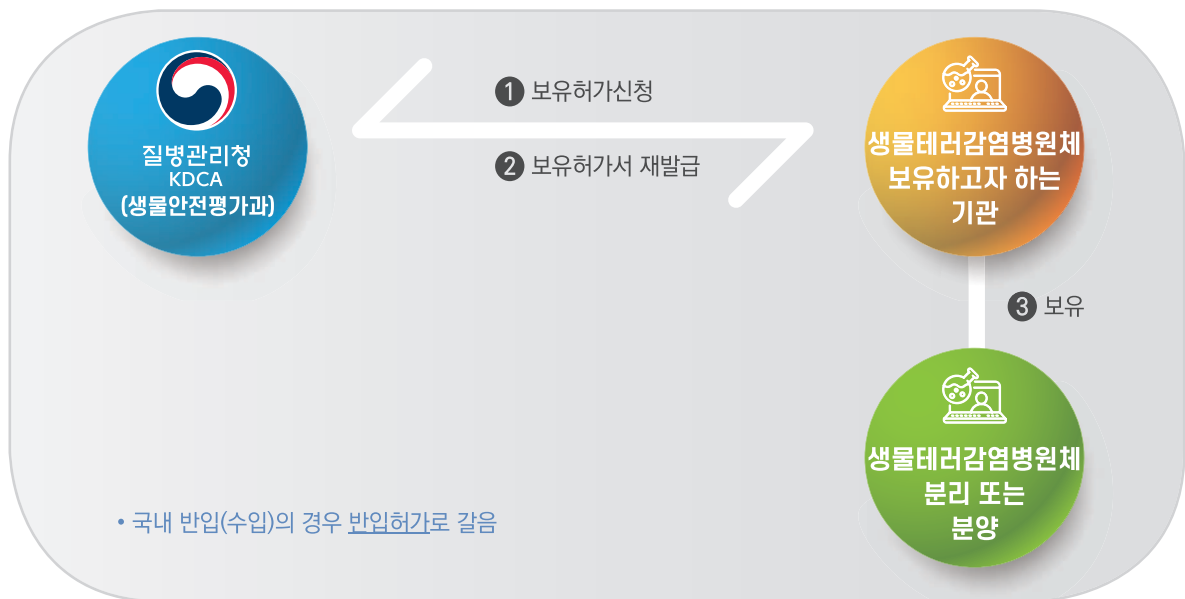 질병관리청
KDCA
(생물안전평가과)
❶ 보유허가신청
❷ 보유허가서 재발급
생물테러감염병원체
보유하고자 하는
기관
❸ 보유
생물테러감염병원체
분리 또는
분양
• 국내 반입(수입)의 경우 반입허가로 갈음